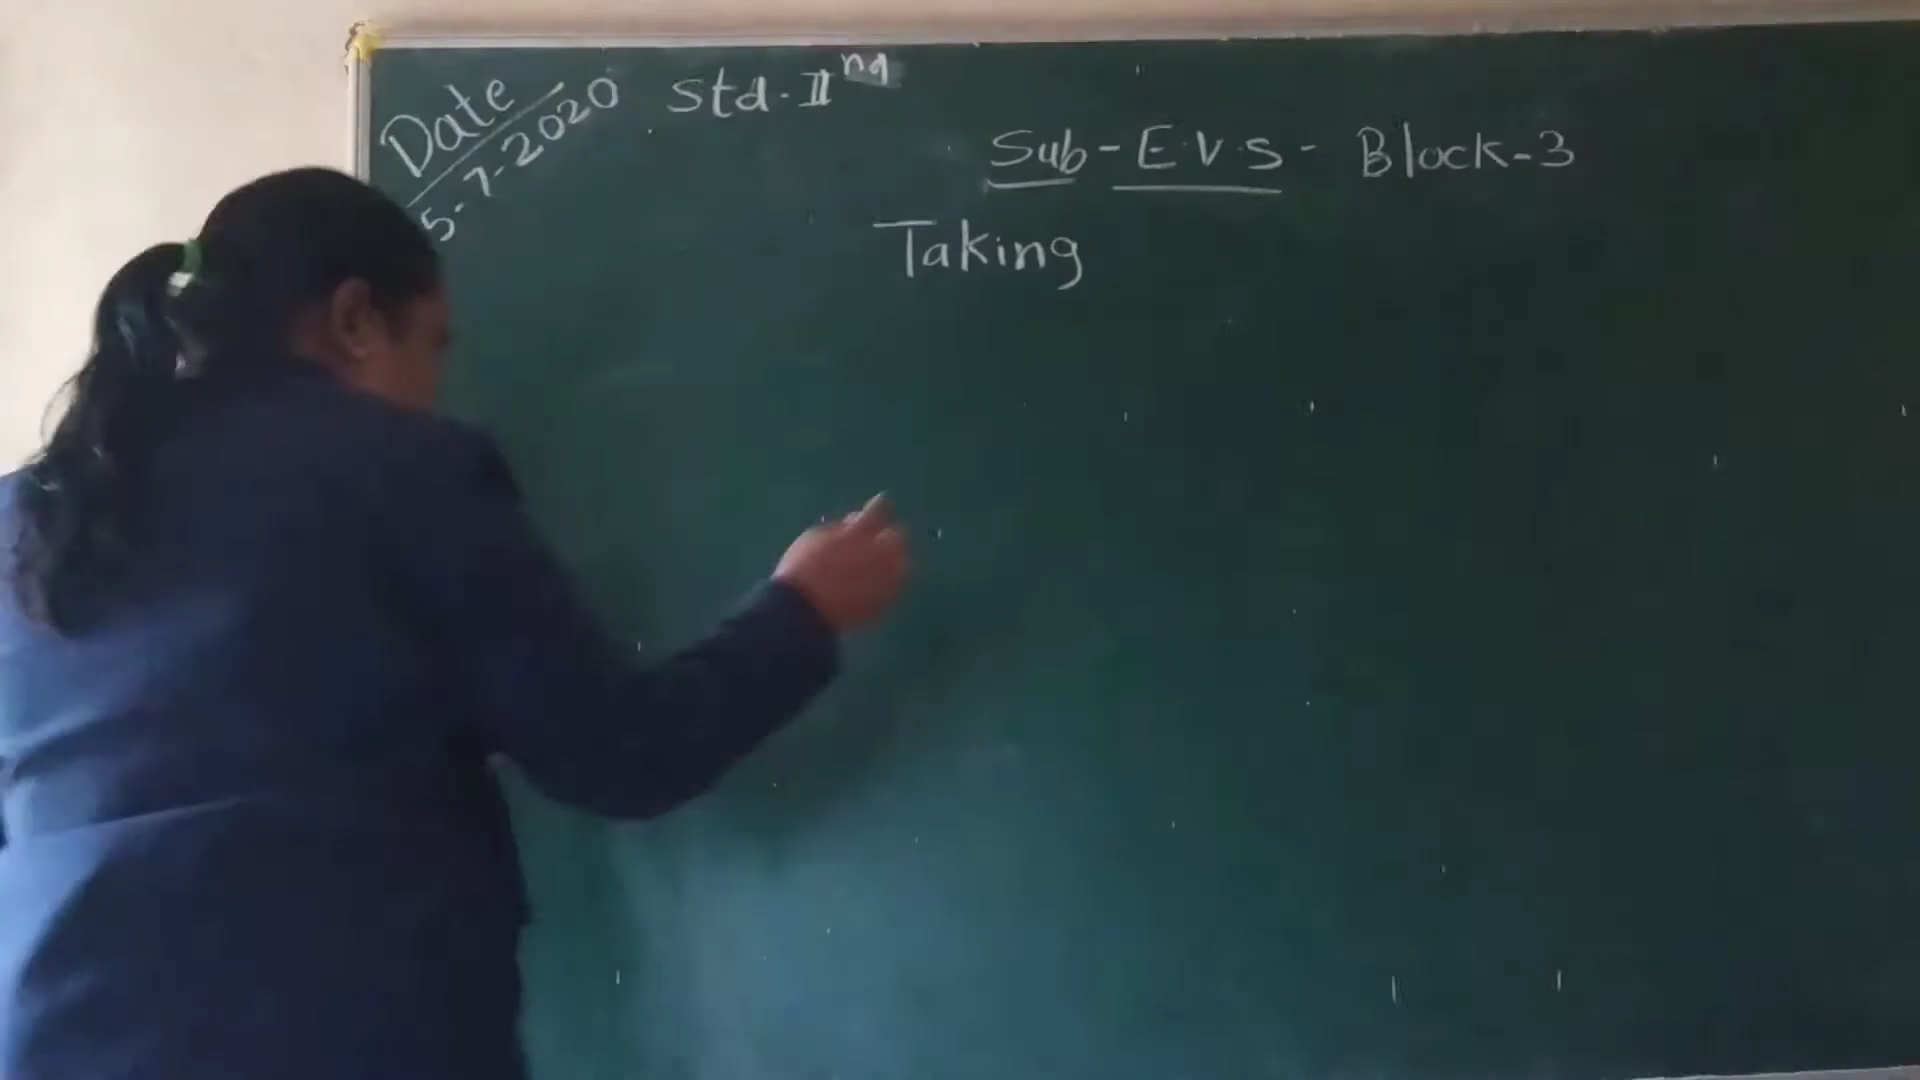 Date
5-7-2020
Std. IInd
Sub-E.V.S- Block-3
Taking